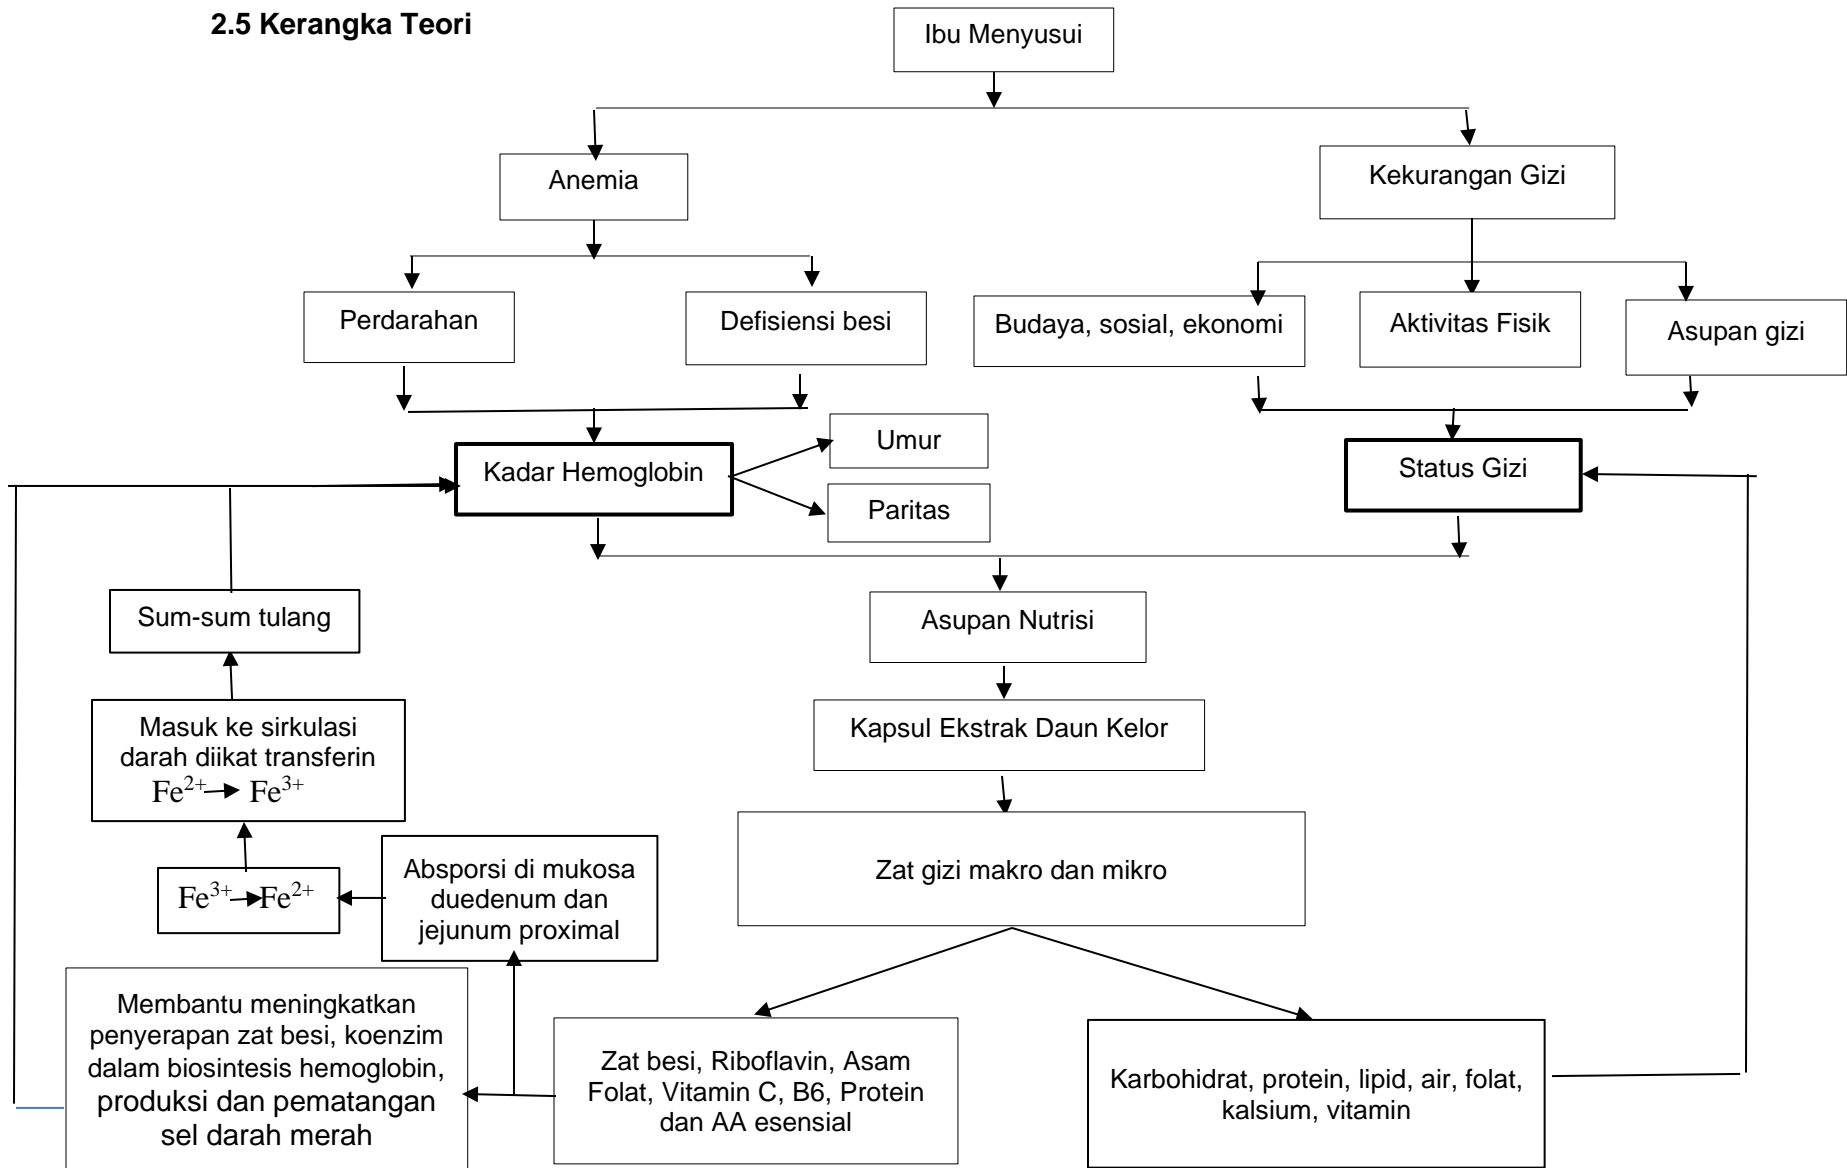 2.5 Kerangka Teori
Ibu Menyusui
Anemia
Kekurangan Gizi
Perdarahan
Defisiensi besi
Budaya, sosial, ekonomi
Aktivitas Fisik
Asupan gizi
Kadar Hemoglobin
Umur
Paritas
Status Gizi
Sum-sum tulang
Asupan Nutrisi
Masuk ke sirkulasi
darah diikat transferin
Fe²⁺ → Fe³⁺
Kapsul Ekstrak Daun Kelor
Fe³⁺ → Fe²⁺
Absporsi di mukosa
duedenum dan
jejunum proximal
Zat gizi makro dan mikro
Membantu meningkatkan
penyerapan zat besi, koenzim
dalam biosintesis hemoglobin,
produksi dan pematangan
sel darah merah
Zat besi, Riboflavin, Asam
Folat, Vitamin C, B6, Protein
dan AA esensial
Karbohidrat, protein, lipid, air, folat,
kalsium, vitamin